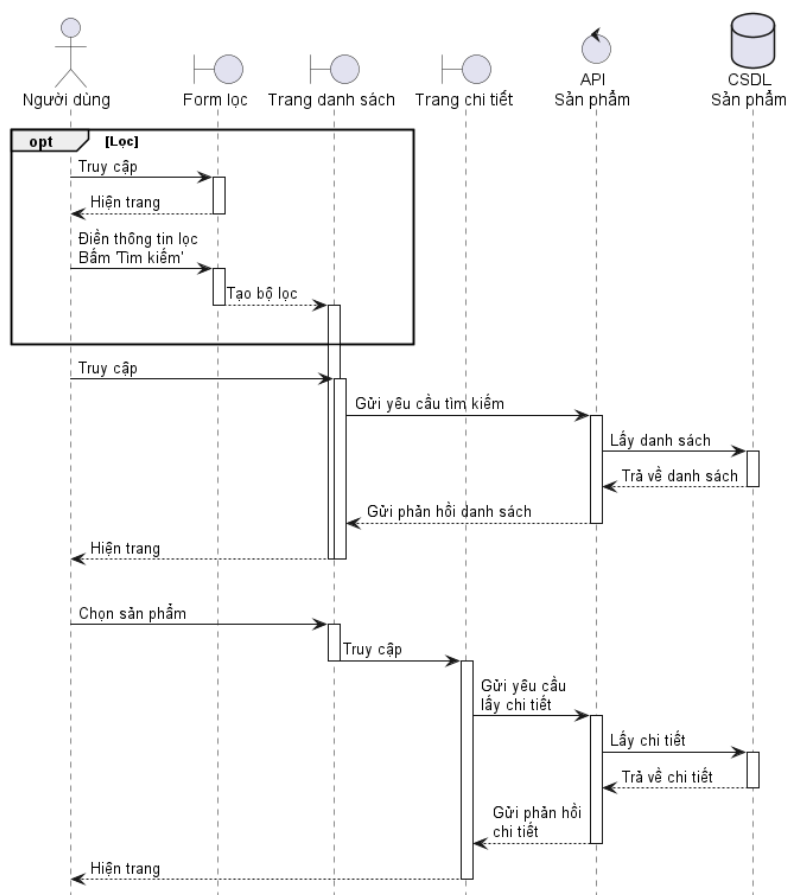 Người dùng
Form lọc
Trang danh sách
Trang chi tiết
API
Sản phẩm
CSDL
Sản phẩm
opt
[Lọc]
Truy cập
Hiện trang
Điền thông tin lọc
Bấm 'Tìm kiếm'
Tạo bộ lọc
Truy cập
Gửi yêu cầu tìm kiếm
Lấy danh sách
Trả về danh sách
Gửi phản hồi danh sách
Hiện trang
Chọn sản phẩm
Truy cập
Gửi yêu cầu
lấy chi tiết
Lấy chi tiết
Trả về chi tiết
Gửi phản hồi
chi tiết
Hiện trang